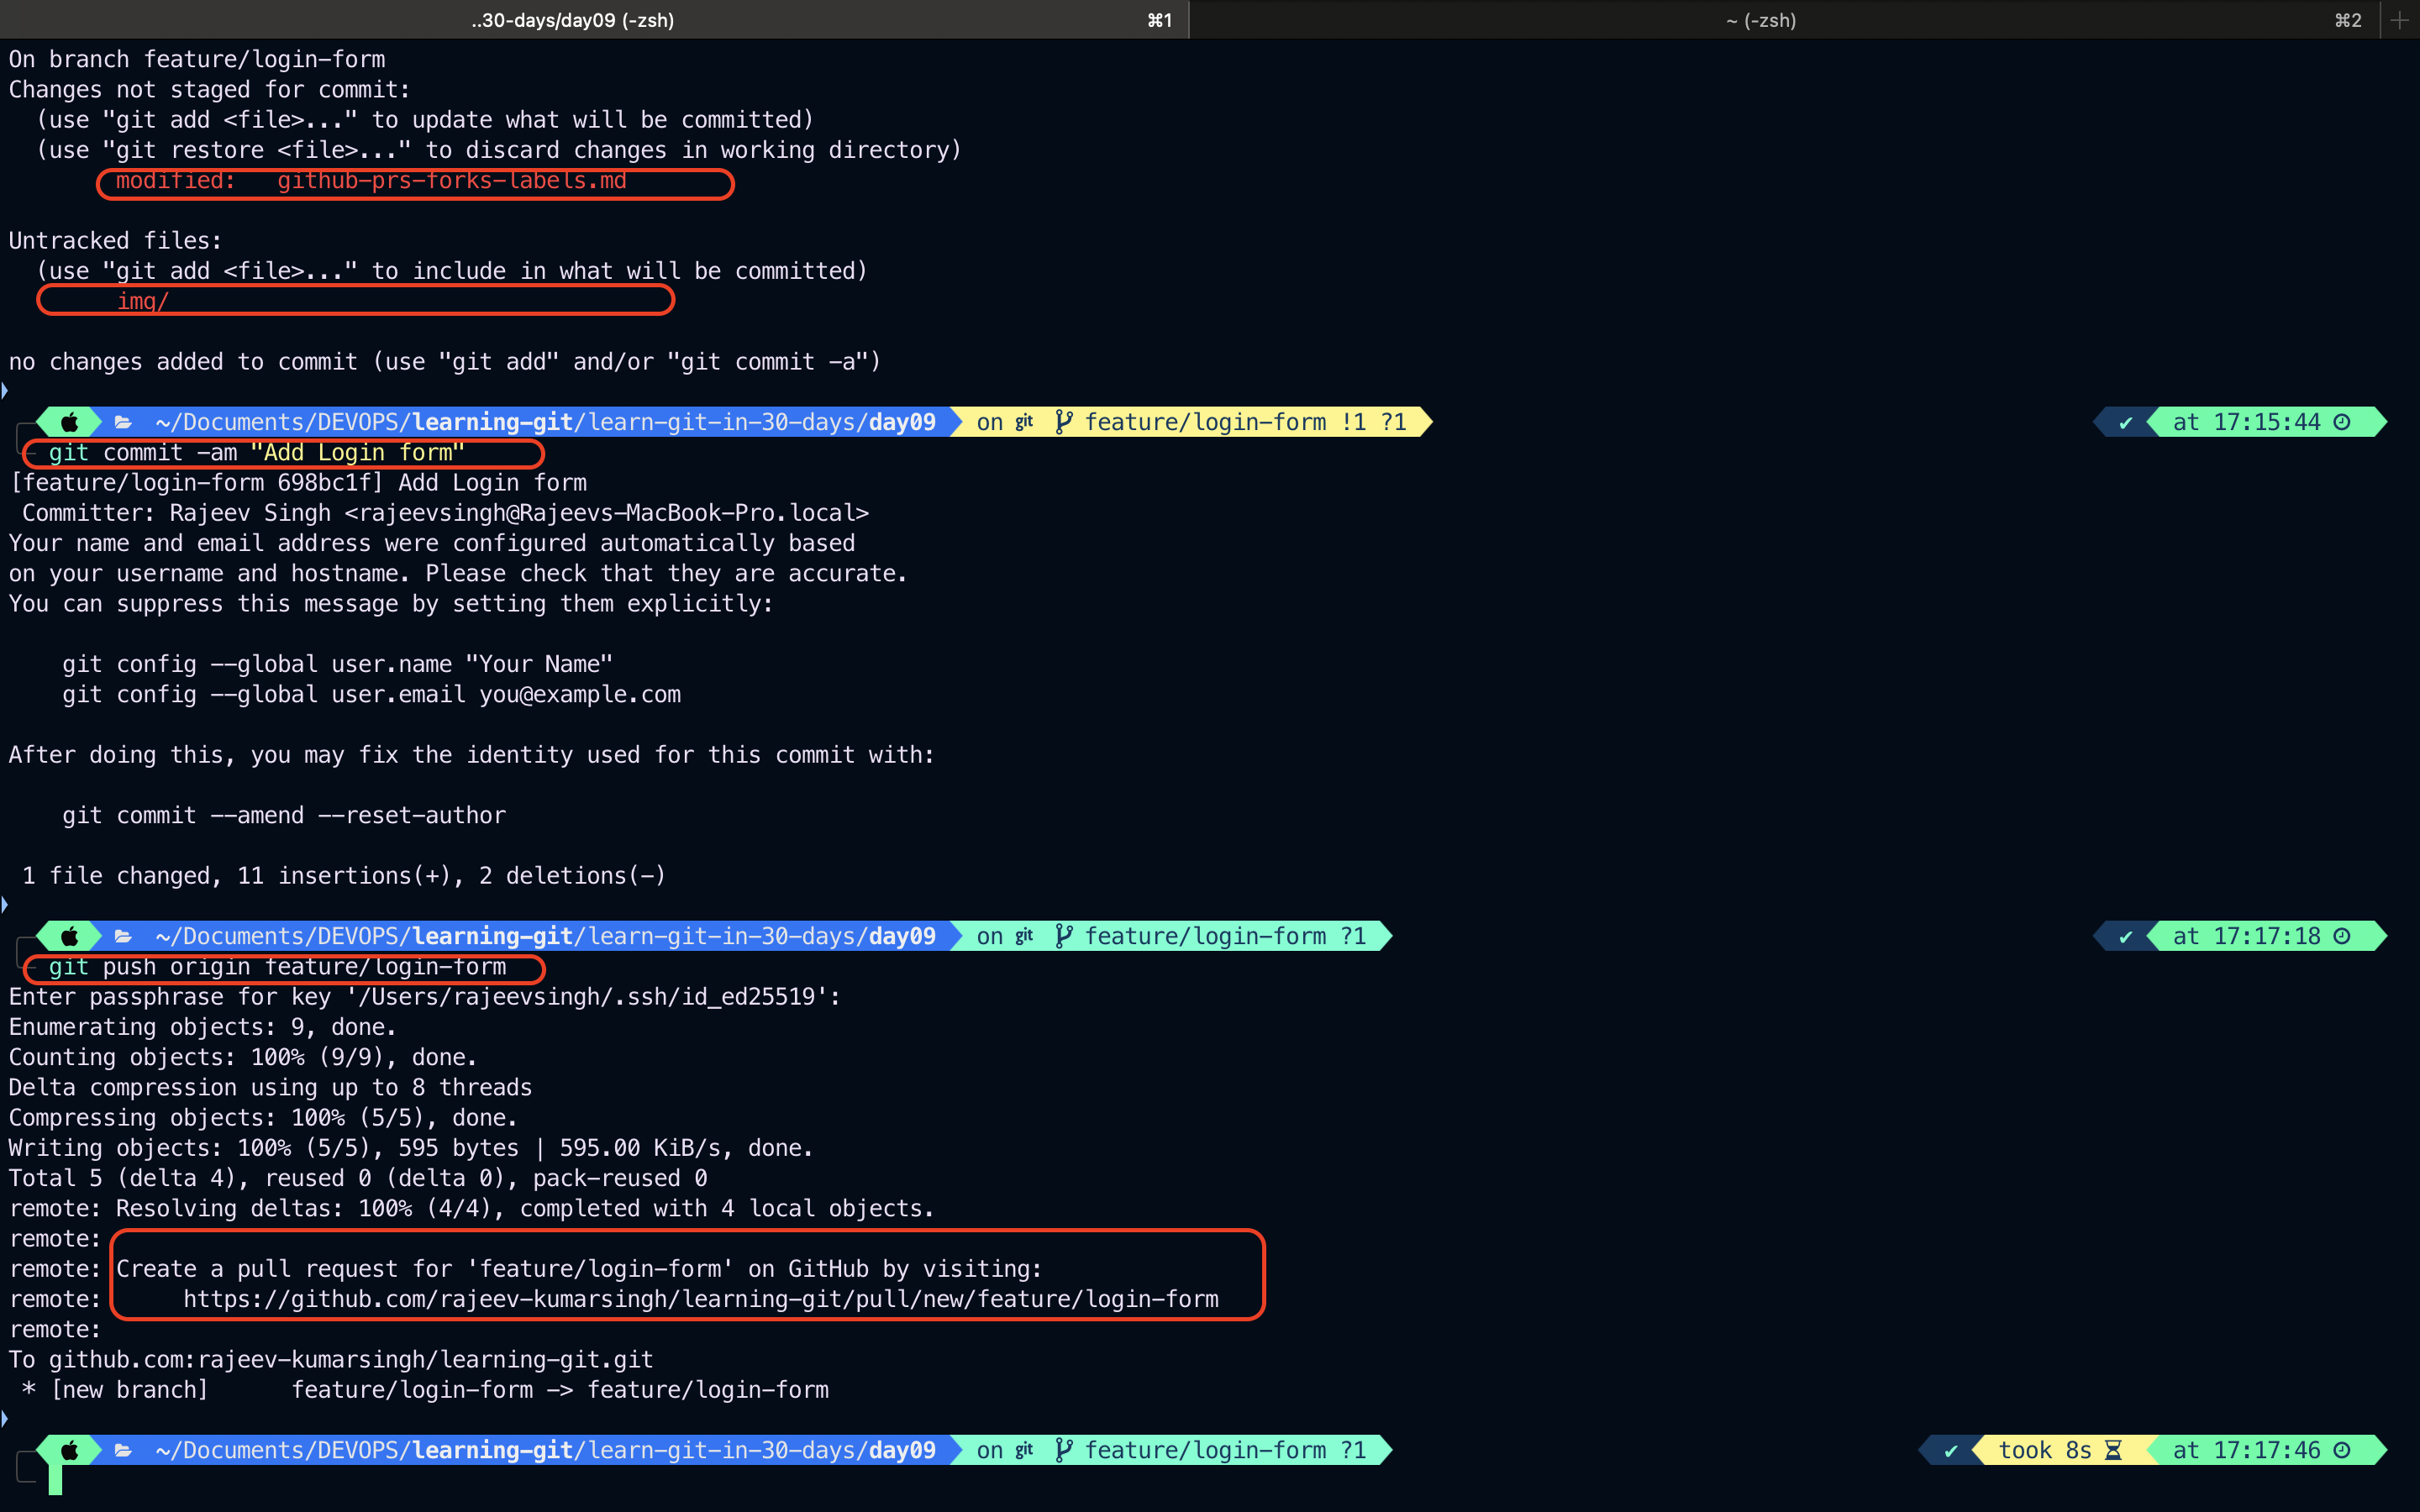 ..30-days/day09 (-zsh) ⌘1 ~ (-zsh) ⌘2
On branch feature/login-form
Changes not staged for commit:
  (use "git add <file>..." to update what will be committed)
  (use "git restore <file>..." to discard changes in working directory)
        modified:   github-prs-forks-labels.md
Untracked files:
  (use "git add <file>..." to include in what will be committed)
        img/
no changes added to commit (use "git add" and/or "git commit -a")
~/Documents/DEVOPS/learning-git/learn-git-in-30-days/day09 on git feature/login-form !1 ?1 ✔ at 17:15:44
git commit -am "Add Login form"
[feature/login-form 698bc1f] Add Login form
 Committer: Rajeev Singh <rajeevsingh@Rajeevs-MacBook-Pro.local>
Your name and email address were configured automatically based
on your username and hostname. Please check that they are accurate.
You can suppress this message by setting them explicitly:
    git config --global user.name "Your Name"
    git config --global user.email you@example.com
After doing this, you may fix the identity used for this commit with:
    git commit --amend --reset-author
 1 file changed, 11 insertions(+), 2 deletions(-)
~/Documents/DEVOPS/learning-git/learn-git-in-30-days/day09 on git feature/login-form ?1 ✔ at 17:17:18
git push origin feature/login-form
Enter passphrase for key '/Users/rajeevsingh/.ssh/id_ed25519':
Enumerating objects: 9, done.
Counting objects: 100% (9/9), done.
Delta compression using up to 8 threads
Compressing objects: 100% (5/5), done.
Writing objects: 100% (5/5), 595 bytes | 595.00 KiB/s, done.
Total 5 (delta 4), reused 0 (delta 0), pack-reused 0
remote: Resolving deltas: 100% (4/4), completed with 4 local objects.
remote:
remote: Create a pull request for 'feature/login-form' on GitHub by visiting:
remote:      https://github.com/rajeev-kumarsingh/learning-git/pull/new/feature/login-form
remote:
To github.com:rajeev-kumarsingh/learning-git.git
 * [new branch]      feature/login-form -> feature/login-form
~/Documents/DEVOPS/learning-git/learn-git-in-30-days/day09 on git feature/login-form ?1 ✔ took 8s at 17:17:46